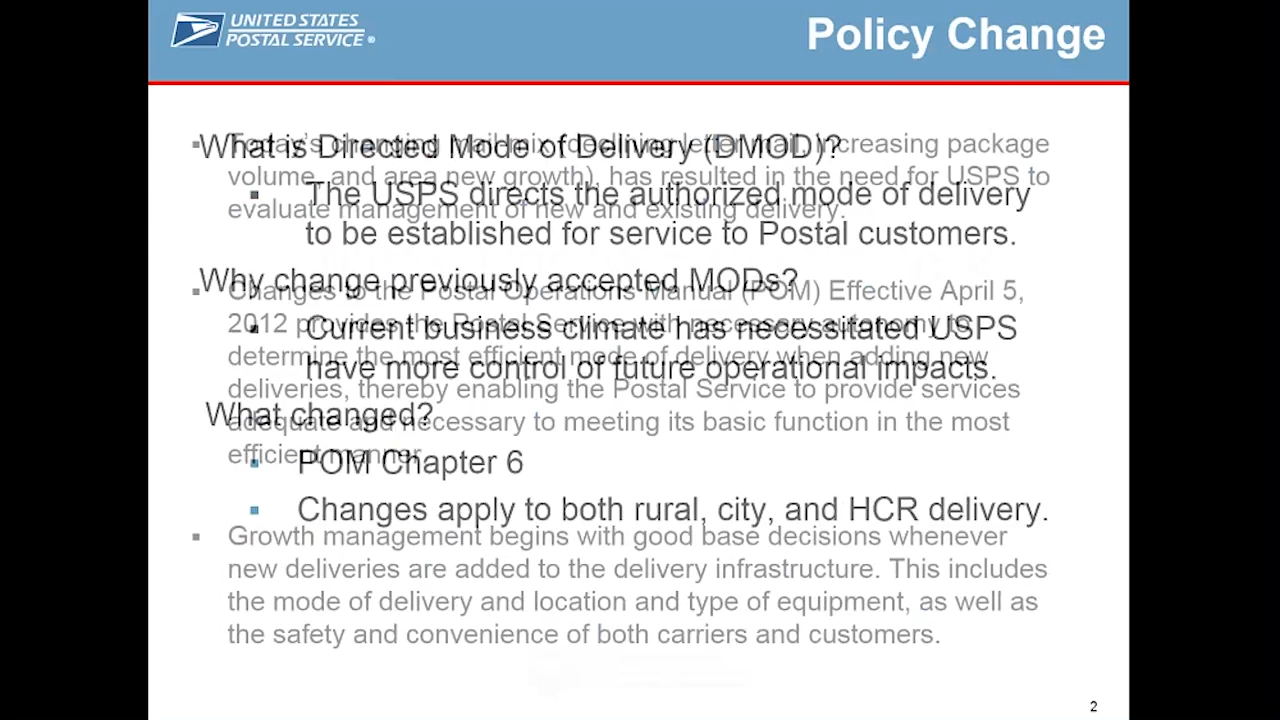 UNITED STATES
POSTAL SERVICE®
Policy Change
What is Directed Mode of Delivery (DMOD)?
▪ The USPS directs the authorized mode of delivery
to be established for service to Postal customers.
Why change previously accepted MODs?
▪ Current business climate has necessitated USPS
have more control of future operational impacts.
What changed?
▪ POM Chapter 6
▪ Changes apply to both rural, city, and HCR delivery.
▪ Today's changing mail mix (declining letter mail, increasing package
volume, and area new growth), has resulted in the need for USPS to
evaluate management of new and existing delivery.
▪ Changes to the Postal Operations Manual (POM) Effective April 5,
2012 provides the Postal Service with necessary autonomy to
determine the most efficient mode of delivery when adding new
deliveries, thereby enabling the Postal Service to provide services
adequate and necessary to meeting its basic function in the most
efficient manner.
▪ Growth management begins with good base decisions whenever
new deliveries are added to the delivery infrastructure. This includes
the mode of delivery and location and type of equipment, as well as
the safety and convenience of both carriers and customers.
2